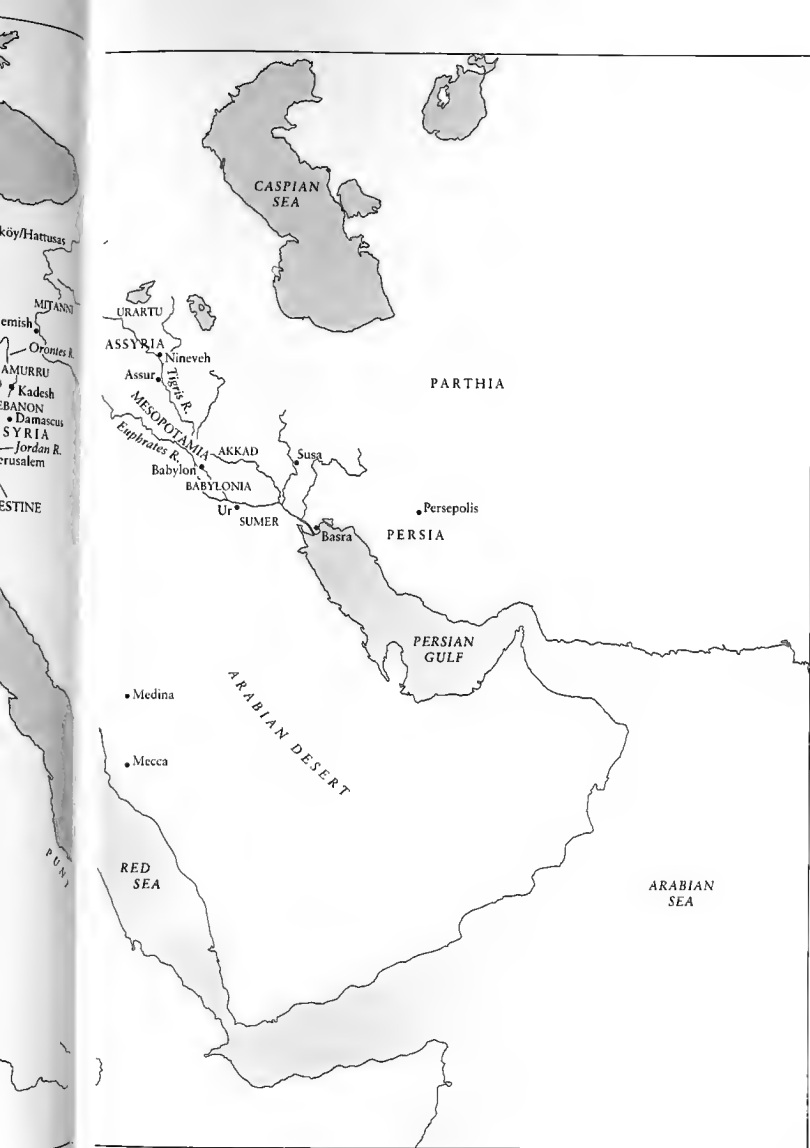 köy/Hattusas
MITANNI
emish
Orontes R.
AMURRU
Kadesh
EBANON
Damascus
SYRIA
Jordan R.
erusalem
ESTINE
PUNT
CASPIAN
SEA
URARTU
ASSYRIA
Nineveh
Assur
Tigris R.
MESOPOTAMIA
Euphrates R.
AKKAD
Susa
Babylon
BABYLONIA
Ur
SUMER
Basra
PARTHIA
Persepolis
PERSIA
PERSIAN
GULF
Medina
ARABIAN DESERT
Mecca
RED
SEA
ARABIAN
SEA